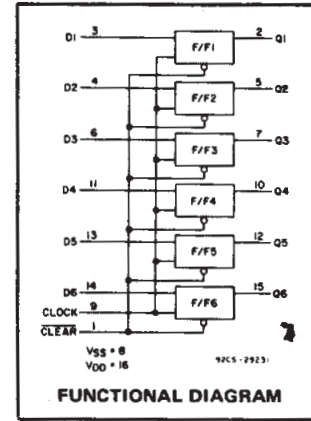 D1 3 F/F1 2 Q1
D2 4 F/F2 5 Q2
D3 6 F/F3 7 Q3
D4 11 F/F4 10 Q4
D5 13 F/F5 12 Q5
D6 14 F/F6 15 Q6
CLOCK 9
CLEAR 1
VSS = 8
VDD = 16
92CS-29231
FUNCTIONAL DIAGRAM